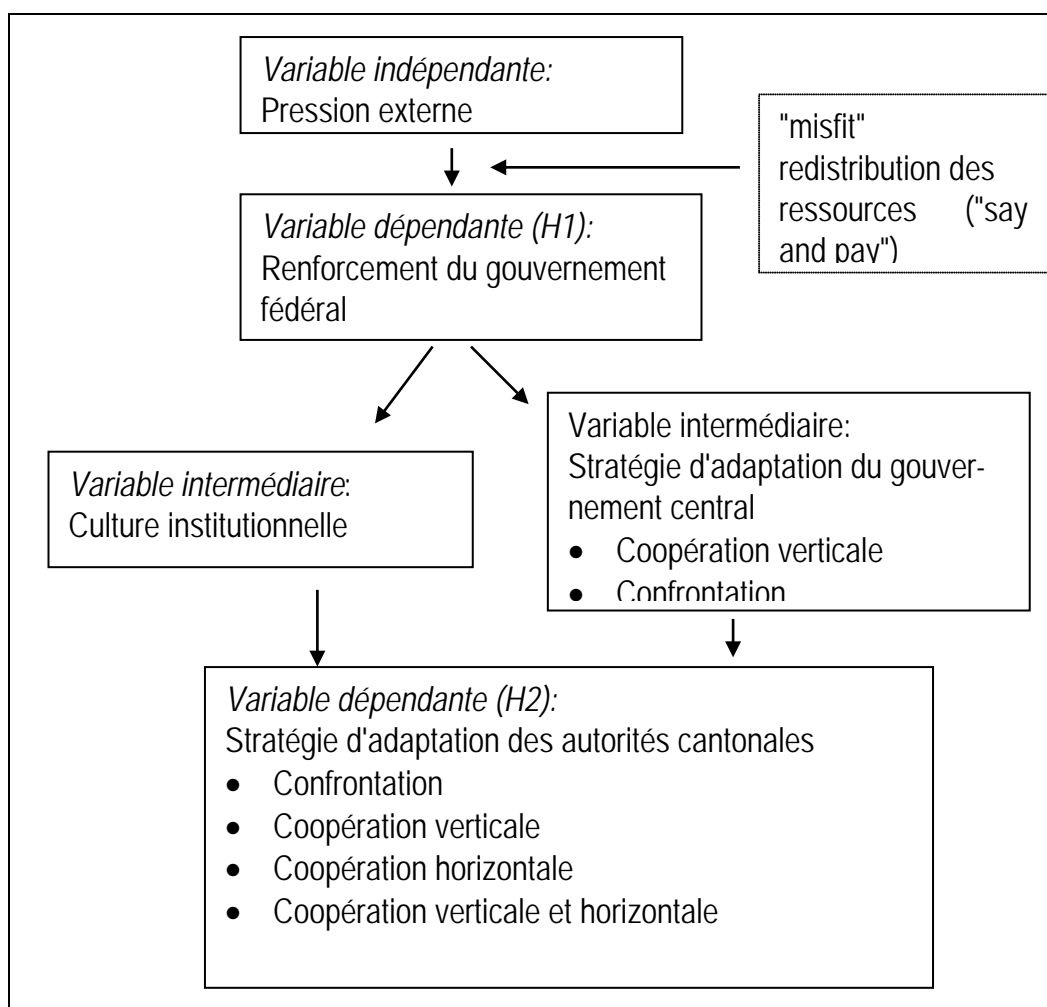 Variable indépendante:
Pression externe
"misfit"
redistribution des
ressources ("say
and pay")
Variable dépendante (H1):
Renforcement du gouvernement
fédéral
Variable intermédiaire:
Culture institutionnelle
Variable intermédiaire:
Stratégie d'adaptation du gouver-
nement central
• Coopération verticale
• Confrontation
Variable dépendante (H2):
Stratégie d'adaptation des autorités cantonales
• Confrontation
• Coopération verticale
• Coopération horizontale
• Coopération verticale et horizontale